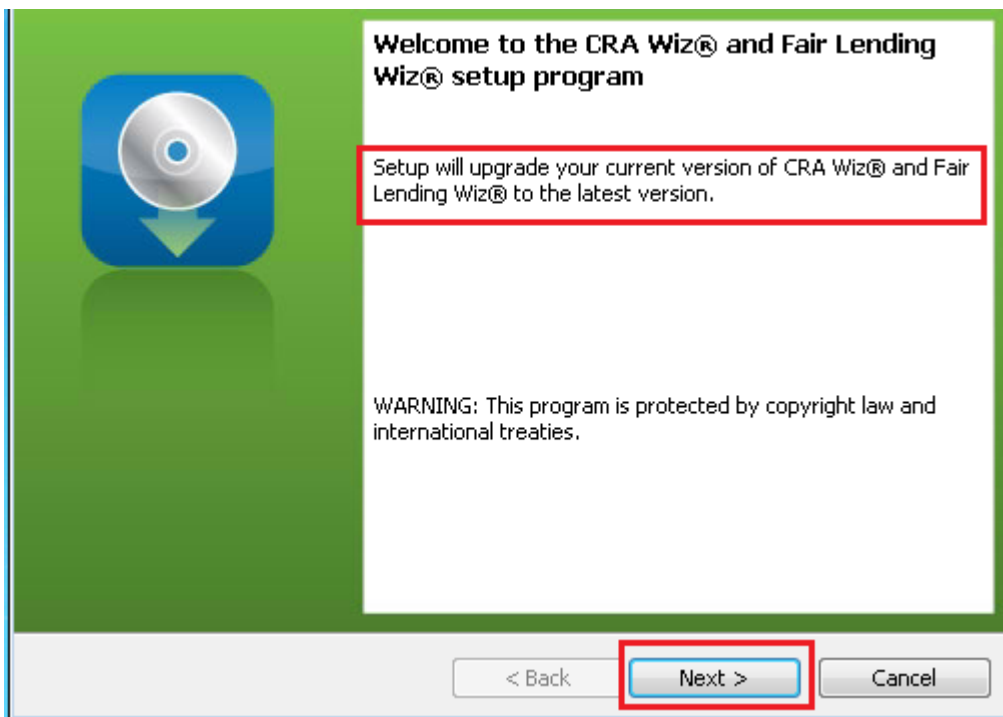 Welcome to the CRA Wiz® and Fair Lending
Wiz® setup program
Setup will upgrade your current version of CRA Wiz® and Fair
Lending Wiz® to the latest version.
WARNING: This program is protected by copyright law and
international treaties.
< Back
Next >
Cancel